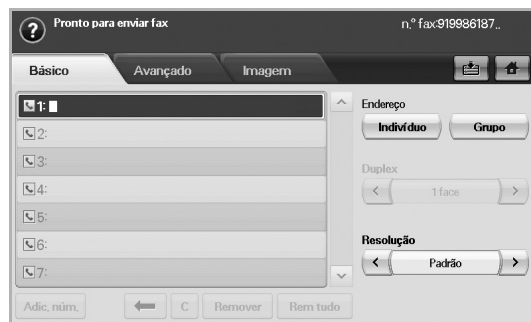 Pronto para enviar fax
n.° fax:919986187..
Básico Avançado Imagem
1:
2:
3:
4:
5:
6:
7:
Endereço
Indivíduo Grupo
Duplex
1 face
Resolução
Padrão
Adic. núm. C Remover Rem tudo